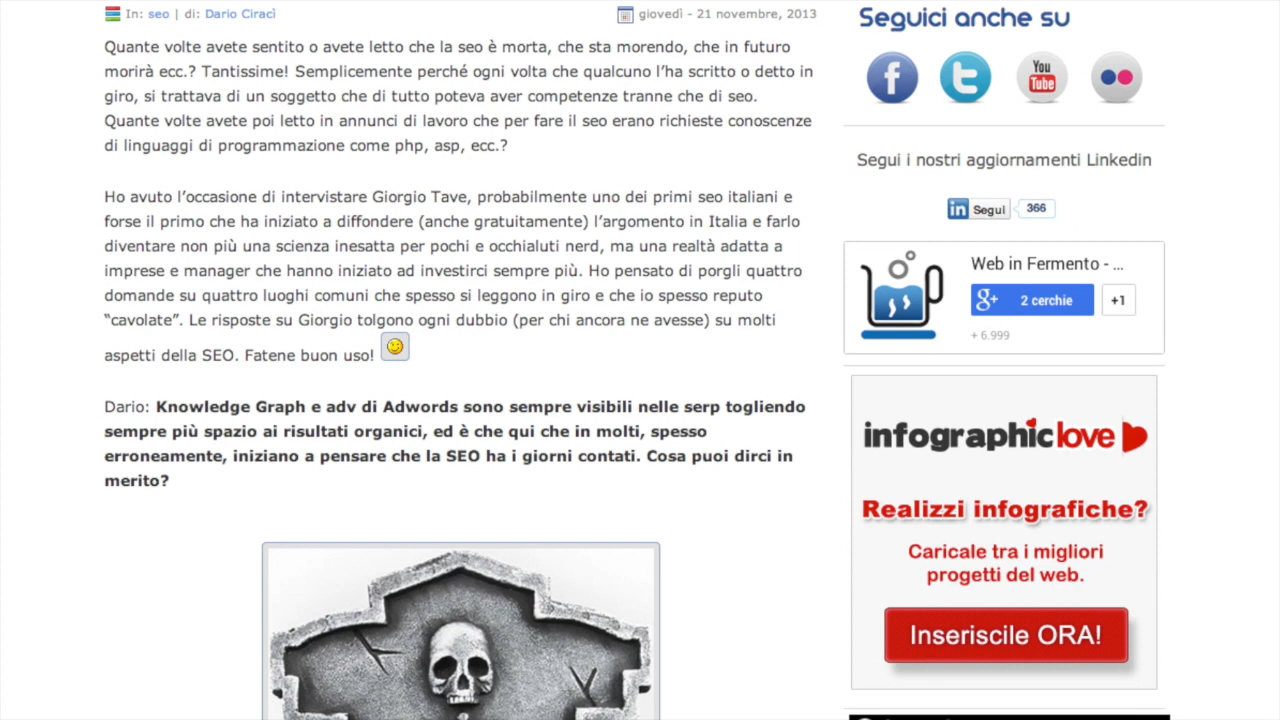 In: seo | di: Dario Ciracì
giovedì - 21 novembre, 2013
Quante volte avete sentito o avete letto che la seo è morta, che sta morendo, che in futuro
morirà ecc.? Tantissime! Semplicemente perché ogni volta che qualcuno l’ha scritto o detto in
giro, si trattava di un soggetto che di tutto poteva aver competenze tranne che di seo.
Quante volte avete poi letto in annunci di lavoro che per fare il seo erano richieste conoscenze
di linguaggi di programmazione come php, asp, ecc.?
Ho avuto l’occasione di intervistare Giorgio Tave, probabilmente uno dei primi seo italiani e
forse il primo che ha iniziato a diffondere (anche gratuitamente) l’argomento in Italia e farlo
diventare non più una scienza inesatta per pochi e occhialuti nerd, ma una realtà adatta a
imprese e manager che hanno iniziato ad investirci sempre più. Ho pensato di porgli quattro
domande su quattro luoghi comuni che spesso si leggono in giro e che io spesso reputo
“cavolate”. Le risposte su Giorgio tolgono ogni dubbio (per chi ancora ne avesse) su molti
aspetti della SEO. Fatene buon uso!
Dario: Knowledge Graph e adv di Adwords sono sempre visibili nelle serp togliendo
sempre più spazio ai risultati organici, ed è che qui che in molti, spesso
erroneamente, iniziano a pensare che la SEO ha i giorni contati. Cosa puoi dirci in
merito?
Seguici anche su
You
Tube
Segui i nostri aggiornamenti Linkedin
in Segui 366
Web in Fermento - ...
g+ 2 cerchie +1
+ 6.999
infographiclove
Realizzi infografiche?
Caricale tra i migliori
progetti del web.
Inseriscile ORA!